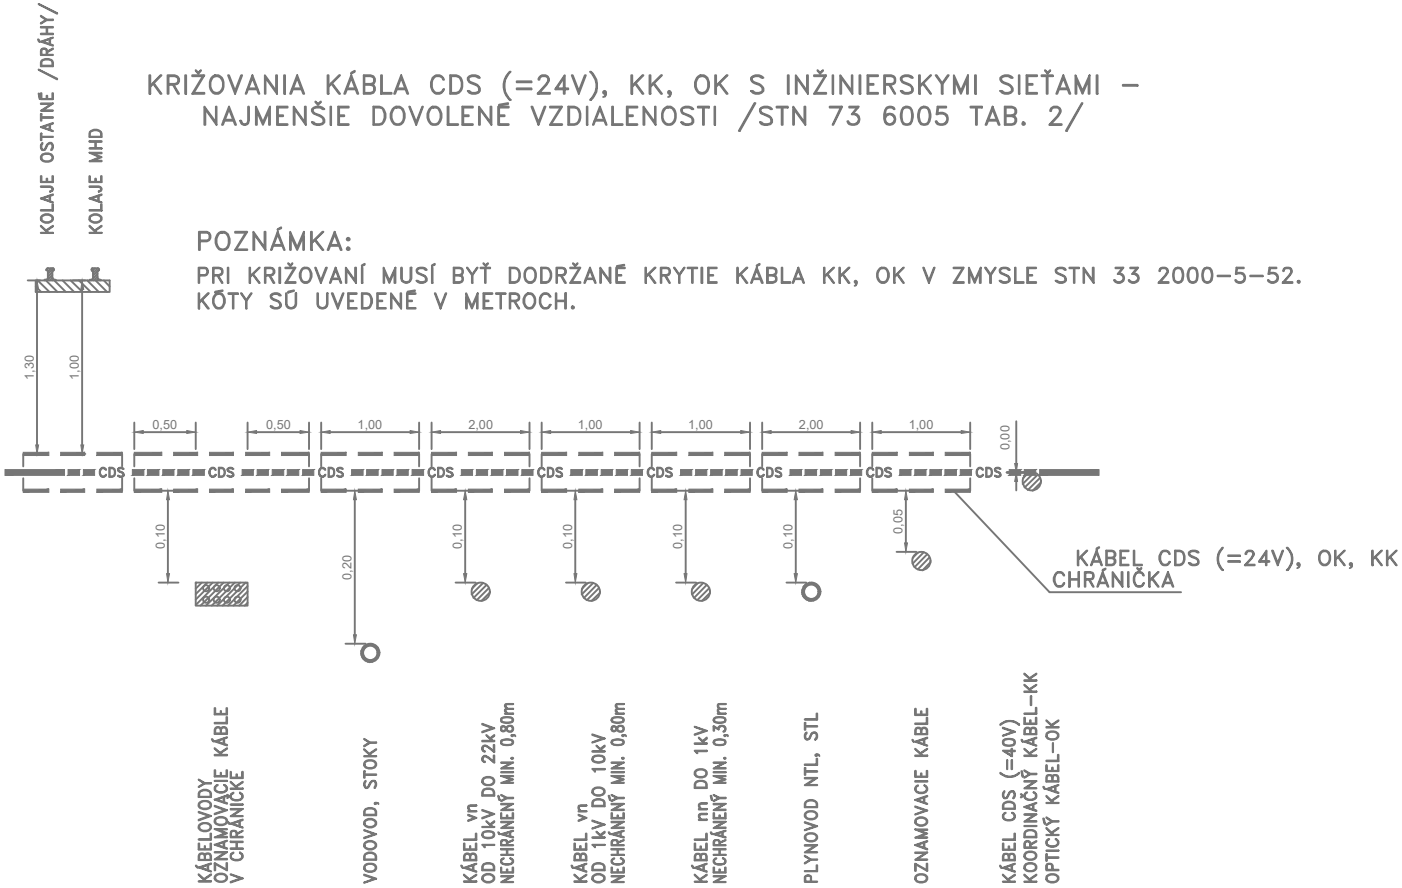 KOLAJE OSTATNÉ /DRÁHY/
KOLAJE MHD
KRIŽOVANIA KÁBLA CDS (=24V), KK, OK S INŽINIERSKYMI SIEŤAMI –
NAJMENŠIE DOVOLENÉ VZDIALENOSTI /STN 73 6005 TAB. 2/
POZNÁMKA:
PRI KRIŽOVANÍ MUSÍ BYŤ DODRŽANÉ KRYTIE KÁBLA KK, OK V ZMYSLE STN 33 2000-5-52.
KÓTY SÚ UVEDENÉ V METROCH.
1,30
1,00
0,50
0,50
1,00
2,00
1,00
1,00
2,00
1,00
0,00
CDS
CDS
CDS
CDS
CDS
CDS
CDS
CDS
CDS
0,10
0,20
0,10
0,10
0,10
0,10
0,05
KÁBEL CDS (=24V), OK, KK
CHRÁNIČKA
KÁBELOVODY
OZNAMOVACIE KÁBLE
V CHRÁNIČKE
VODOVOD, STOKY
KÁBEL vn
OD 10kV DO 22kV
NECHRÁNENÝ MIN. 0,80m
KÁBEL vn
OD 1kV DO 10kV
NECHRÁNENÝ MIN. 0,80m
KÁBEL nn DO 1kV
NECHRÁNENÝ MIN. 0,30m
PLYNOVOD NTL, STL
OZNAMOVACIE KÁBLE
KÁBEL CDS (=40V)
KOORDINAČNÝ KÁBEL-KK
OPTICKÝ KÁBEL-OK